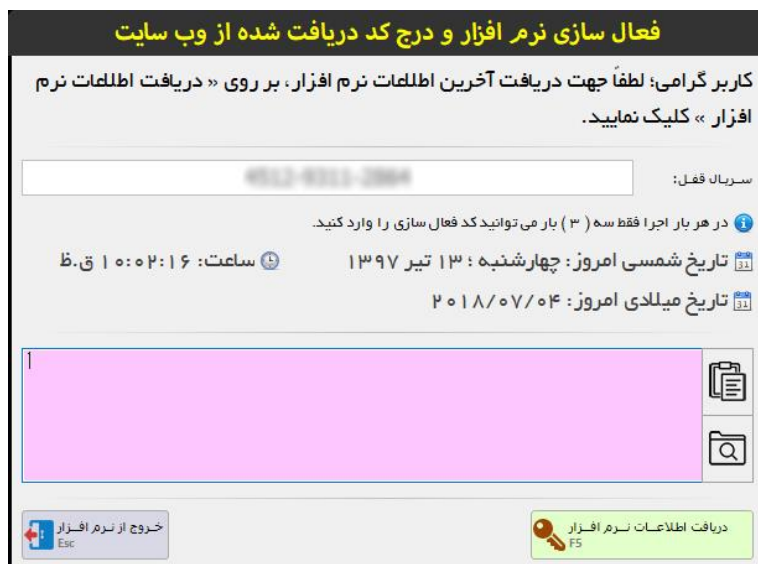 فعال سازی نرم افزار و درج کد دریافت شده از وب سایت
کاربر گرامی؛ لطفاً جهت دریافت آخرین اطلاعات نرم افزار، بر روی « دریافت اطلاعات نرم
افزار » کلیک نمایید.
سریال قفل:
در هر بار اجرا فقط سه ( ۳ ) بار می توانید کد فعال سازی را وارد کنید.
تاریخ شمسی امروز: چهارشنبه ؛ ۱۳ تیر ۱۳۹۷ ساعت: ۱۰:۰۲:۱۶ ق.ظ
تاریخ میلادی امروز: ۲۰۱۸/۰۷/۰۴
دریافت اطلاعات نرم افزار
F5
خروج از نرم افزار
Esc